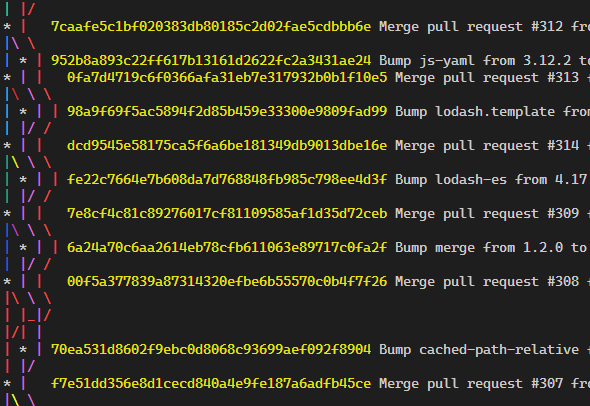 | |/
* |   7caafe5c1bf020383db80185c2d02fae5cdbbb6e Merge pull request #312 fro
|\ \
| * | 952b8a893c22ff617b13161d2622fc2a3431ae24 Bump js-yaml from 3.12.2 to
* | |   0fa7d4719c6f0366afa31eb7e317932b0b1f10e5 Merge pull request #313
|\ \ \
| * | | 98a9f69f5ac5894f2d85b459e33300e9809fad99 Bump lodash.template from
| |/ /
* | |   dcd9545e58175ca5f6a6be181349db9013dbe16e Merge pull request #314
|\ \ \
| * | | fe22c7664e7b608da7d768848fb985c798ee4d3f Bump lodash-es from 4.17
| |/ /
* | |   7e8cf4c81c89276017cf81109585af1d35d72ceb Merge pull request #309
|\ \ \
| * | | 6a24a70c6aa2614eb78cfb611063e89717c0fa2f Bump merge from 1.2.0 to
| |/ /
* | |   00f5a377839a87314320efbe6b55570c0b4f7f26 Merge pull request #308
|\ \ \
| |_|/
|/| |
| * | 70ea531d8602f9ebc0d8068c93699aef092f8904 Bump cached-path-relative
| |/
* |   f7e51dd356e8d1cecd840a4e9fe187a6adfb45ce Merge pull request #307
|\ \